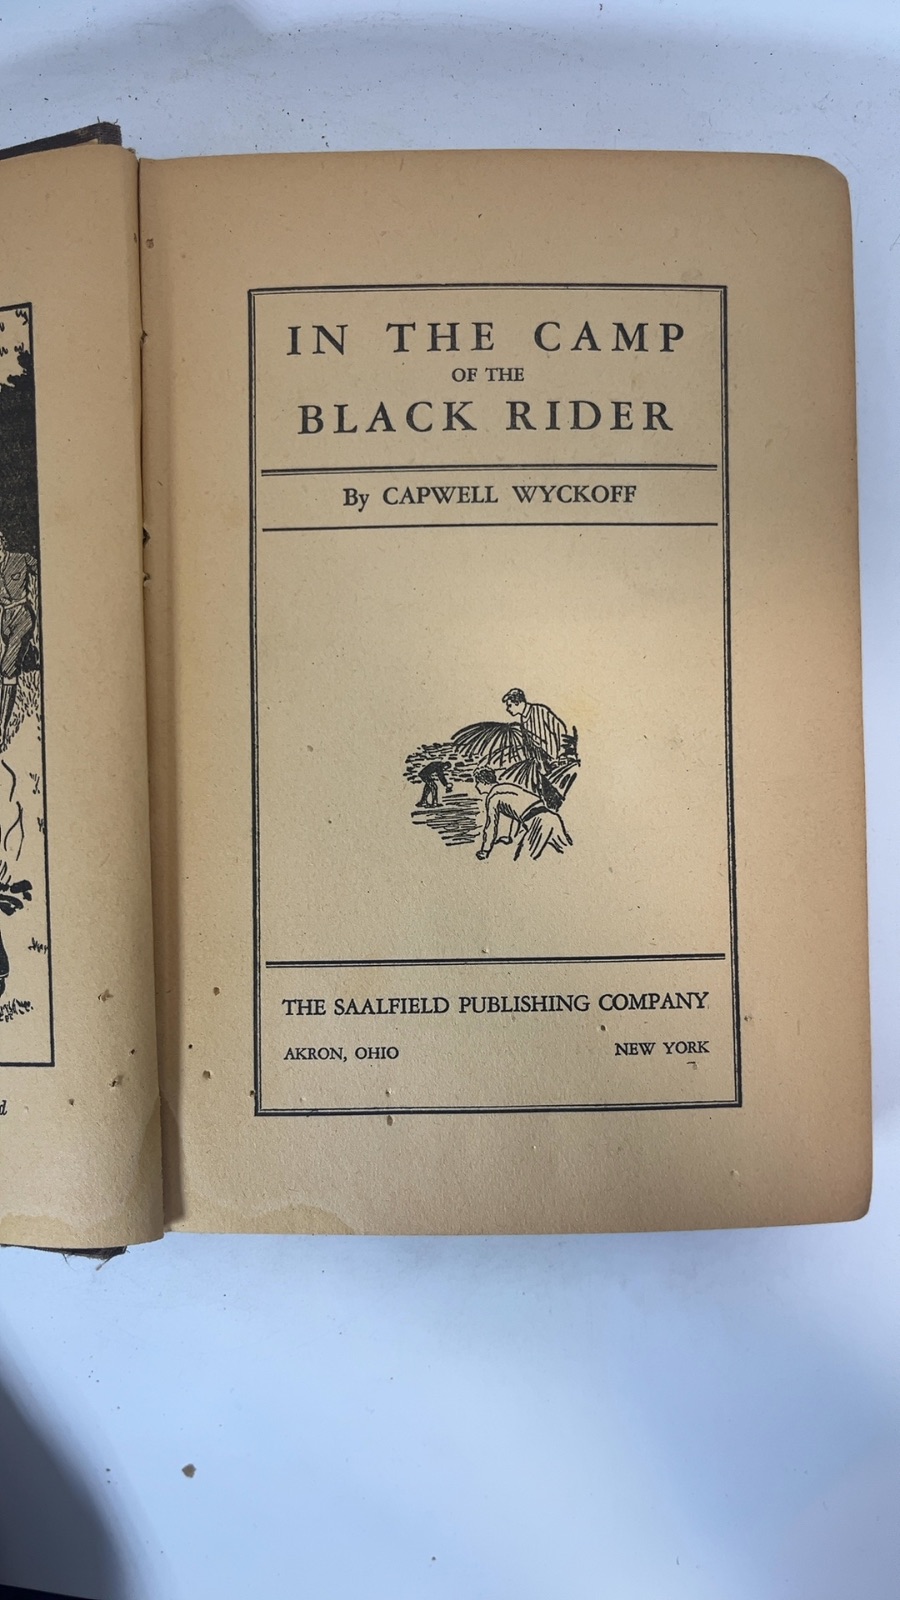 IN THE CAMP
OF THE
BLACK RIDER
By CAPWELL WYCKOFF
THE SAALFIELD PUBLISHING COMPANY
AKRON, OHIO NEW YORK